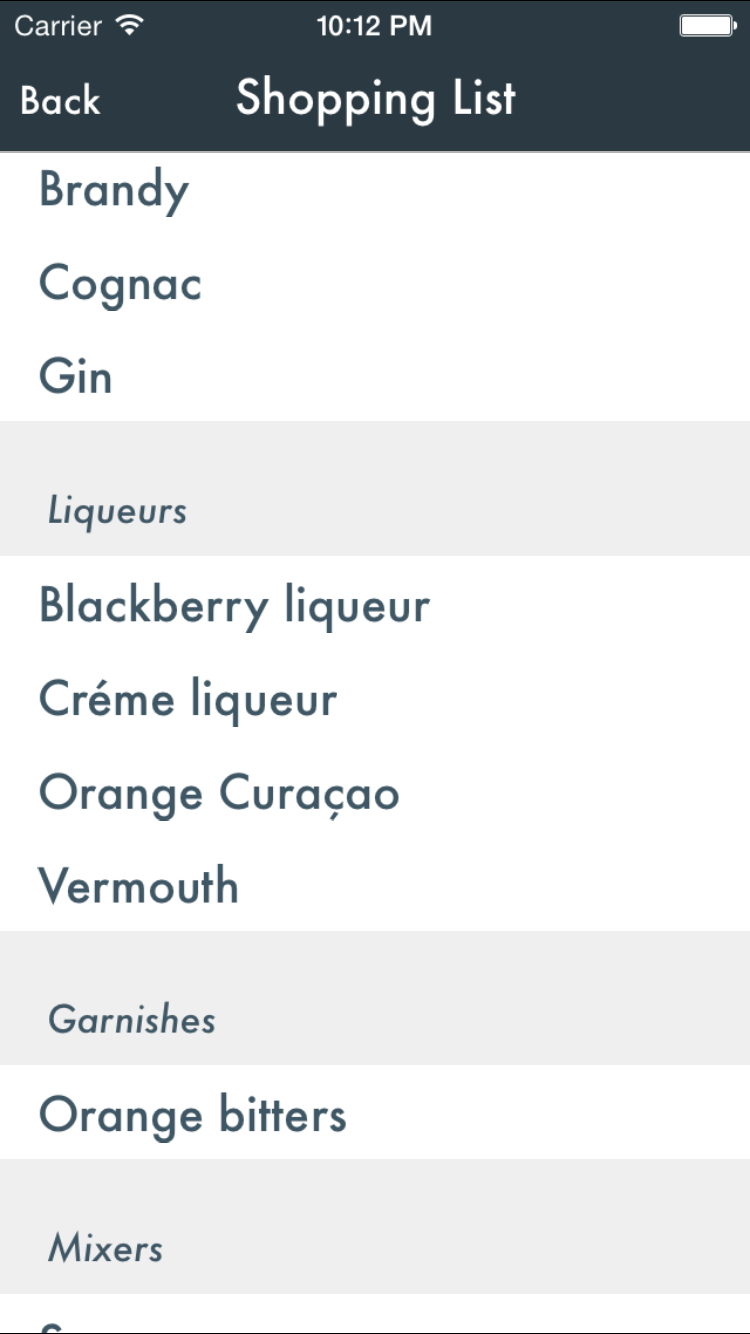 Carrier 10:12 PM
Back Shopping List
Brandy
Cognac
Gin
Liqueurs
Blackberry liqueur
Créme liqueur
Orange Curaçao
Vermouth
Garnishes
Orange bitters
Mixers